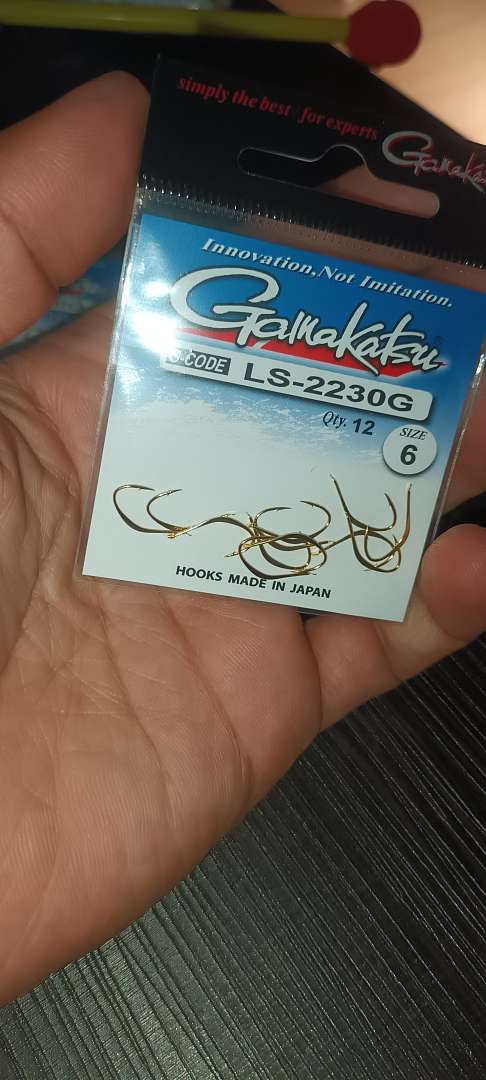 simply the best for experts
Gamakatsu
Innovation, Not Imitation.
Gamakatsu®
G-CODE LS-2230G
Qty. 12
SIZE
6
HOOKS MADE IN JAPAN